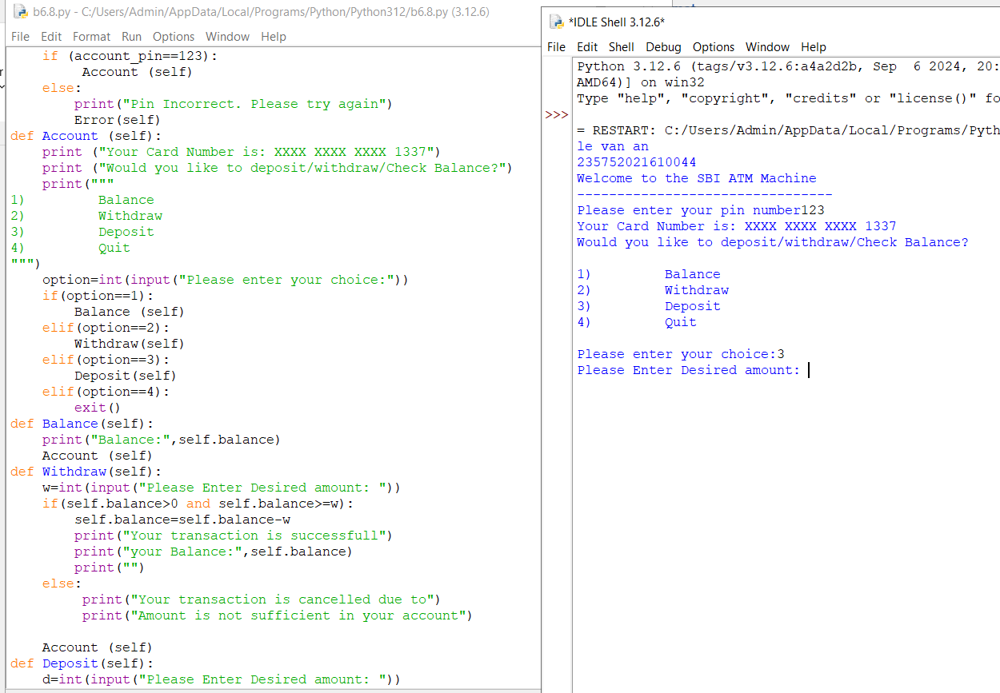 b6.8.py - C:/Users/Admin/AppData/Local/Programs/Python/Python312/b6.8.py (3.12.6)
File Edit Format Run Options Window Help
    if (account_pin==123):
         Account (self)
    else:
        print("Pin Incorrect. Please try again")
        Error(self)
def Account (self):
    print ("Your Card Number is: XXXX XXXX XXXX 1337")
    print ("Would you like to deposit/withdraw/Check Balance?")
    print("""
1)         Balance
2)         Withdraw
3)         Deposit
4)         Quit
""")
    option=int(input("Please enter your choice:"))
    if(option==1):
        Balance (self)
    elif(option==2):
        Withdraw(self)
    elif(option==3):
        Deposit(self)
    elif(option==4):
        exit()
def Balance(self):
    print("Balance:",self.balance)
    Account (self)
def Withdraw(self):
    w=int(input("Please Enter Desired amount: "))
    if(self.balance>0 and self.balance>=w):
        self.balance=self.balance-w
        print("Your transaction is successfull")
        print("your Balance:",self.balance)
        print("")
    else:
         print("Your transaction is cancelled due to")
         print("Amount is not sufficient in your account")

    Account (self)
def Deposit(self):
    d=int(input("Please Enter Desired amount: "))
*IDLE Shell 3.12.6*
File Edit Shell Debug Options Window Help
Python 3.12.6 (tags/v3.12.6:a4a2d2b, Sep  6 2024, 20:
AMD64)] on win32
Type "help", "copyright", "credits" or "license()" fo
>>>
= RESTART: C:/Users/Admin/AppData/Local/Programs/Pyth
le van an
235752021610044
Welcome to the SBI ATM Machine
--------------------------------
Please enter your pin number123
Your Card Number is: XXXX XXXX XXXX 1337
Would you like to deposit/withdraw/Check Balance?

1)         Balance
2)         Withdraw
3)         Deposit
4)         Quit

Please enter your choice:3
Please Enter Desired amount: